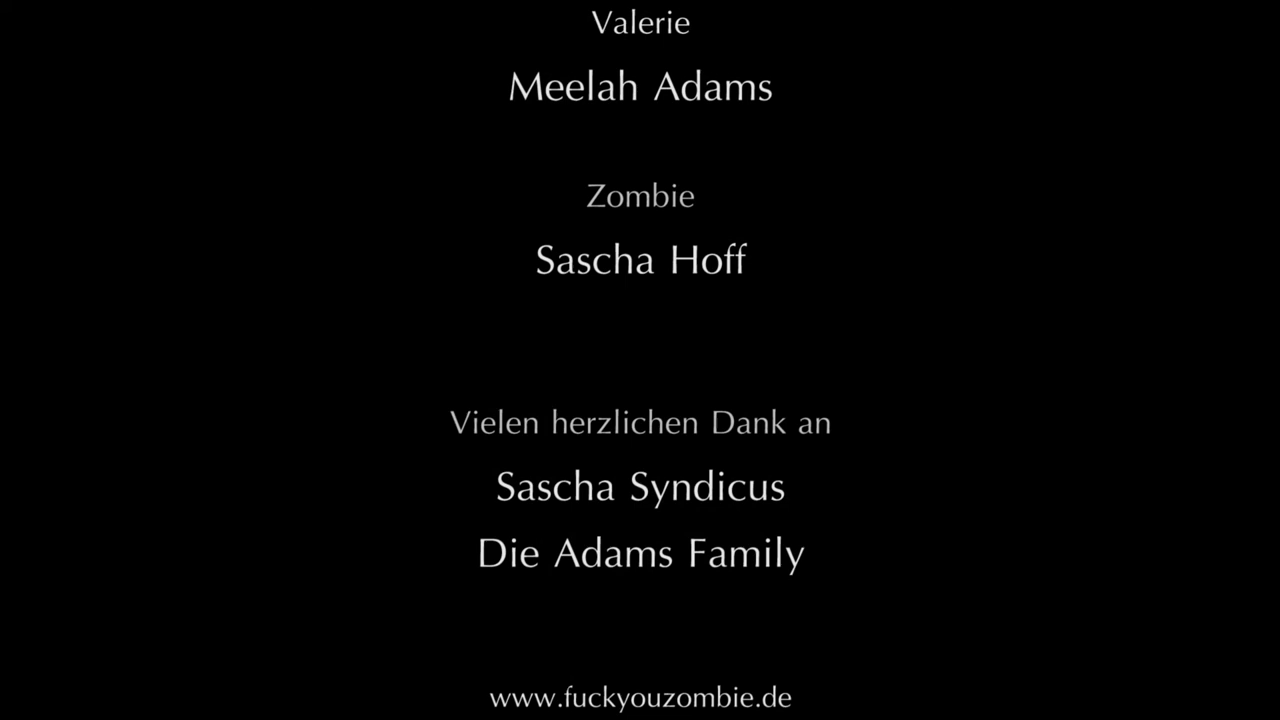 Valerie
Meelah Adams
Zombie
Sascha Hoff
Vielen herzlichen Dank an
Sascha Syndicus
Die Adams Family
www.fuckyouzombie.de